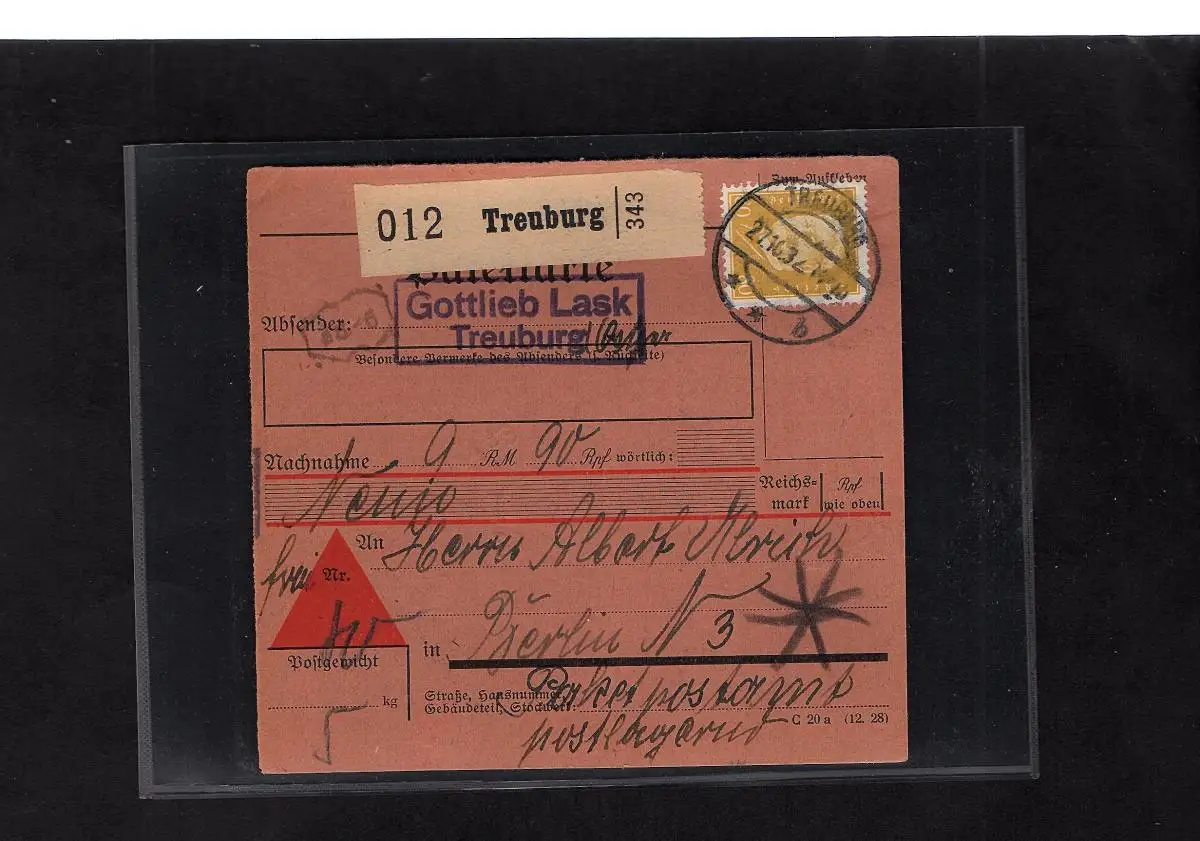 Zum Aufkleben
012 Treuburg 343
TREUBURG
27.10.32
b
Gottlieb Lask
Absender:
Treuburg
Besondere Vermerke des Absenders (s. Rückseite)
Nachnahme 9 RM 90 Rpf wörtlich:
Neun
Reichs- Rpf
mark wie oben
An Herrn Albert
frei
Nr.
in Berlin N 3
Postgewicht
kg
5
Straße, Hausnummer,
Gebäudeteil, Stockwerk:
Paketpostamt
postlagernd
C 20 a (12. 28)